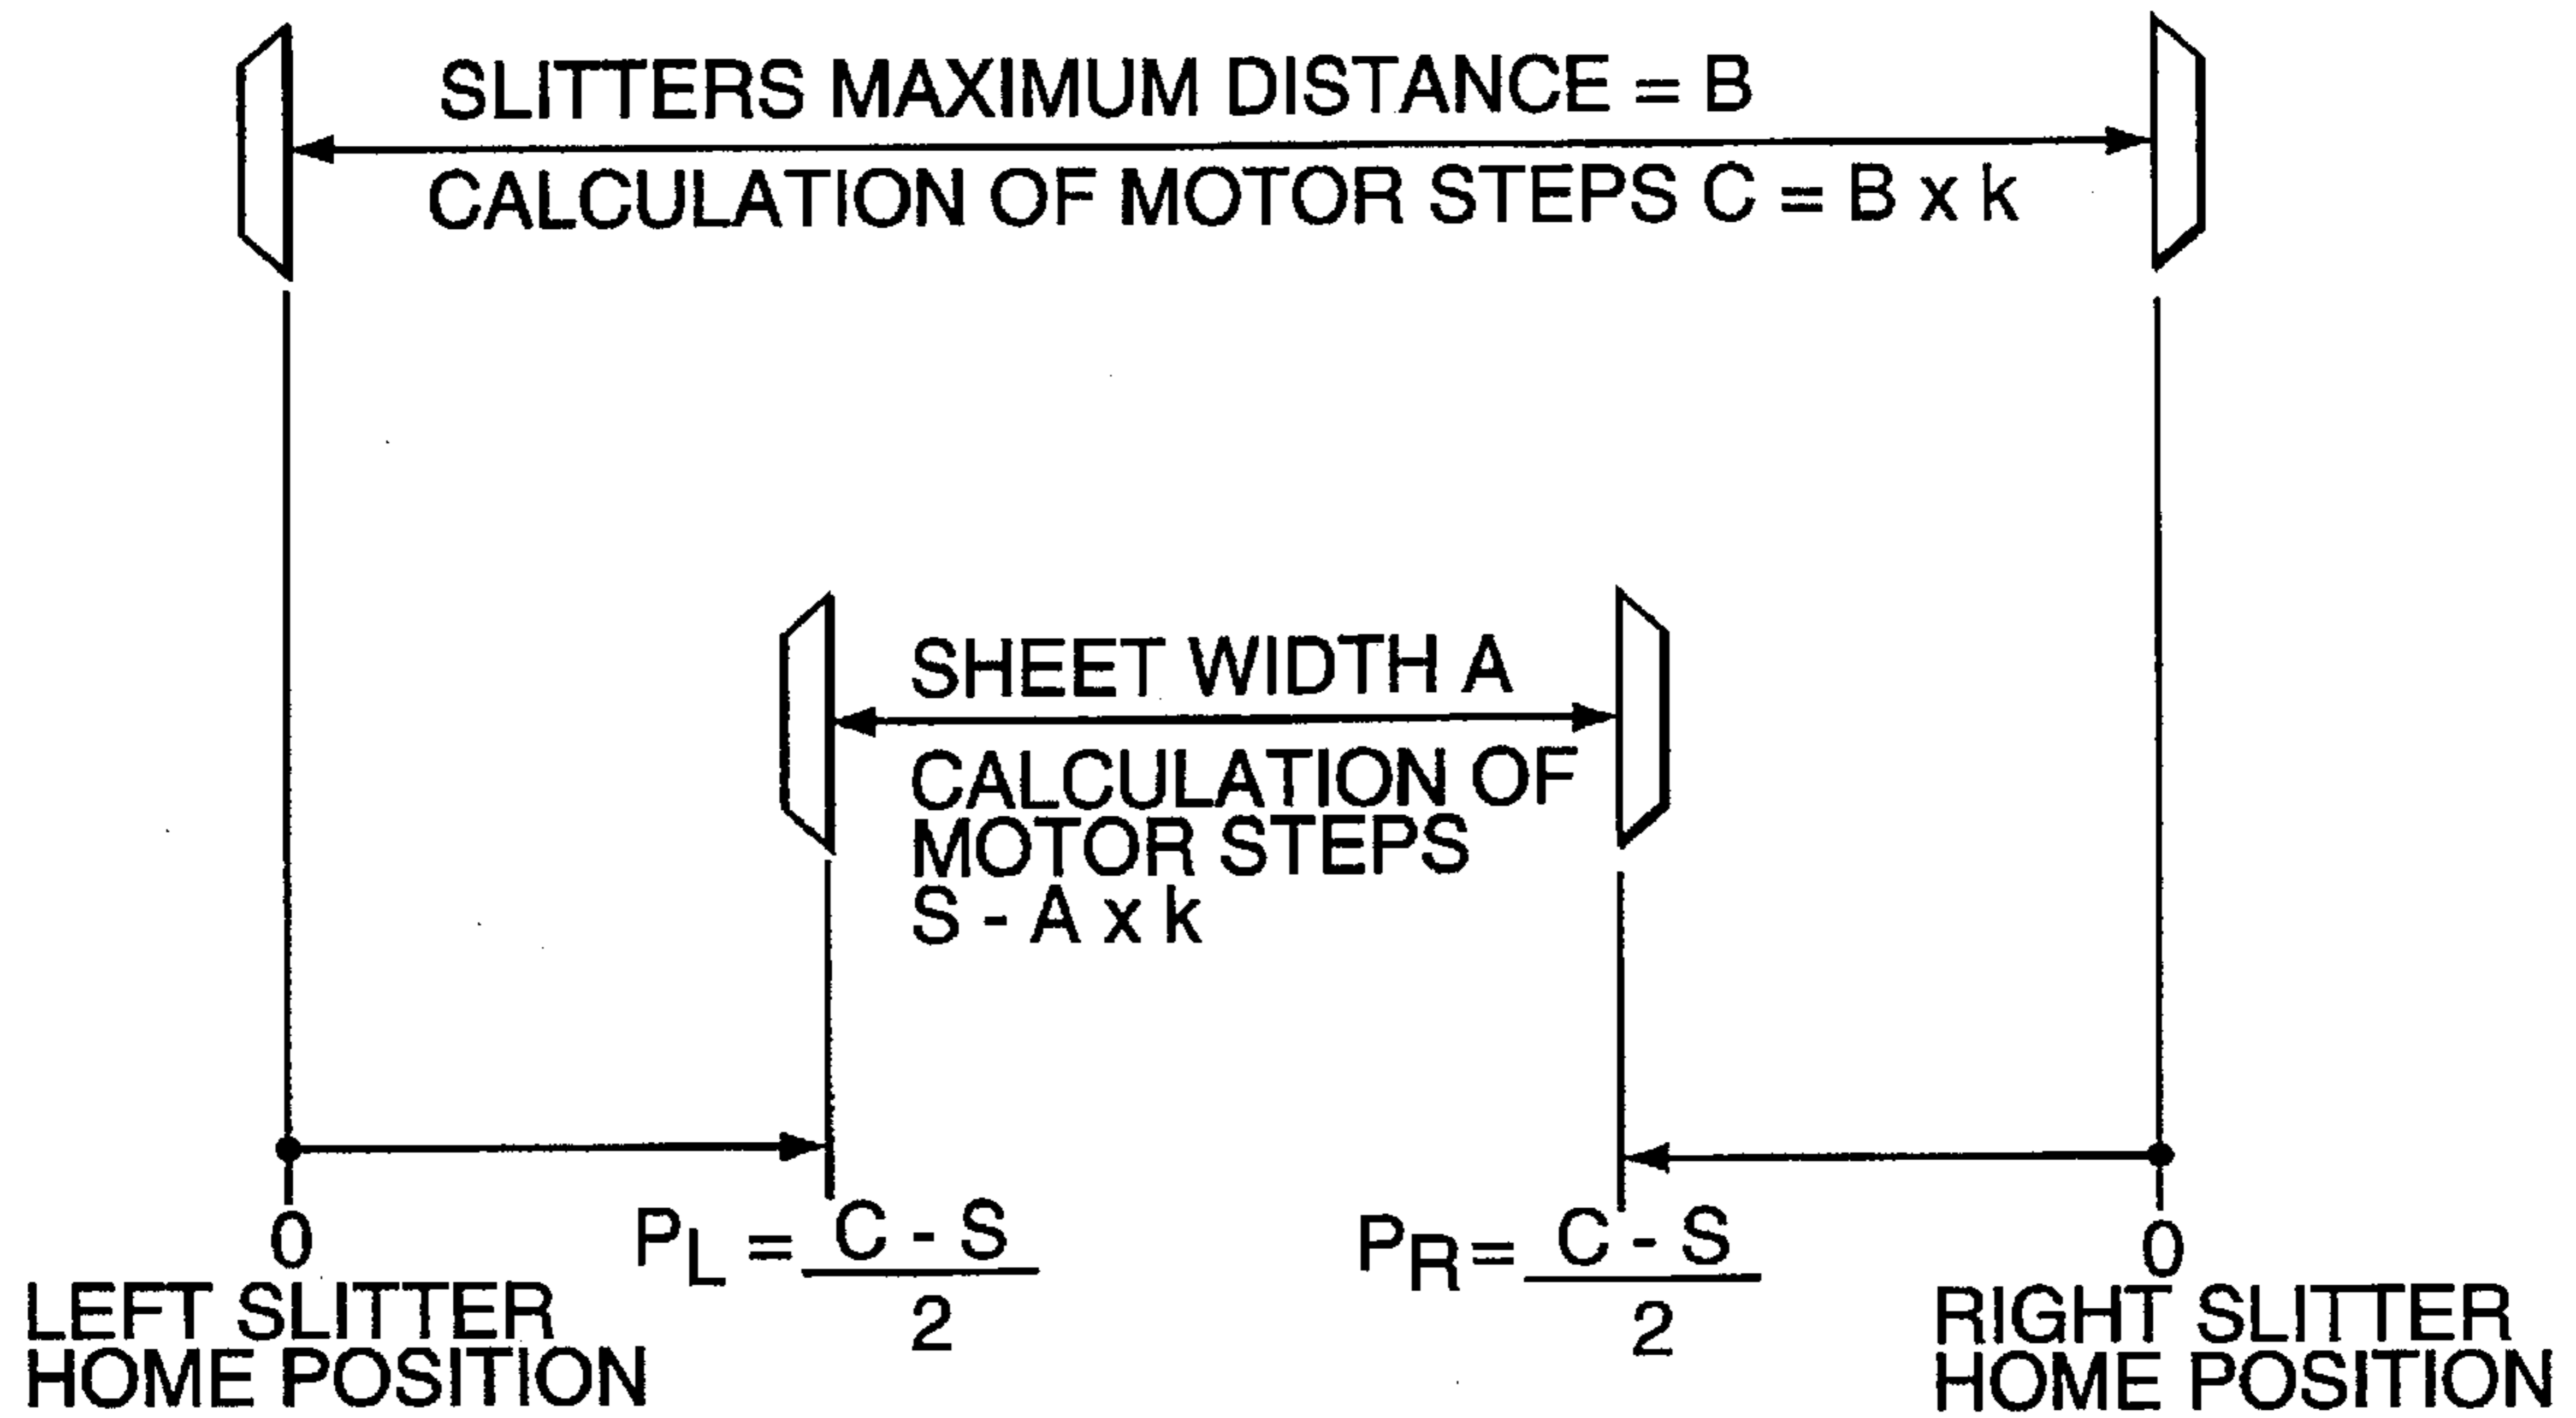 SLITTERS MAXIMUM DISTANCE = B
CALCULATION OF MOTOR STEPS C = B x k
SHEET WIDTH A
CALCULATION OF
MOTOR STEPS
S - A x k
0
LEFT SLITTER
HOME POSITION
PL = C - S
2
PR = C - S
2
0
RIGHT SLITTER
HOME POSITION